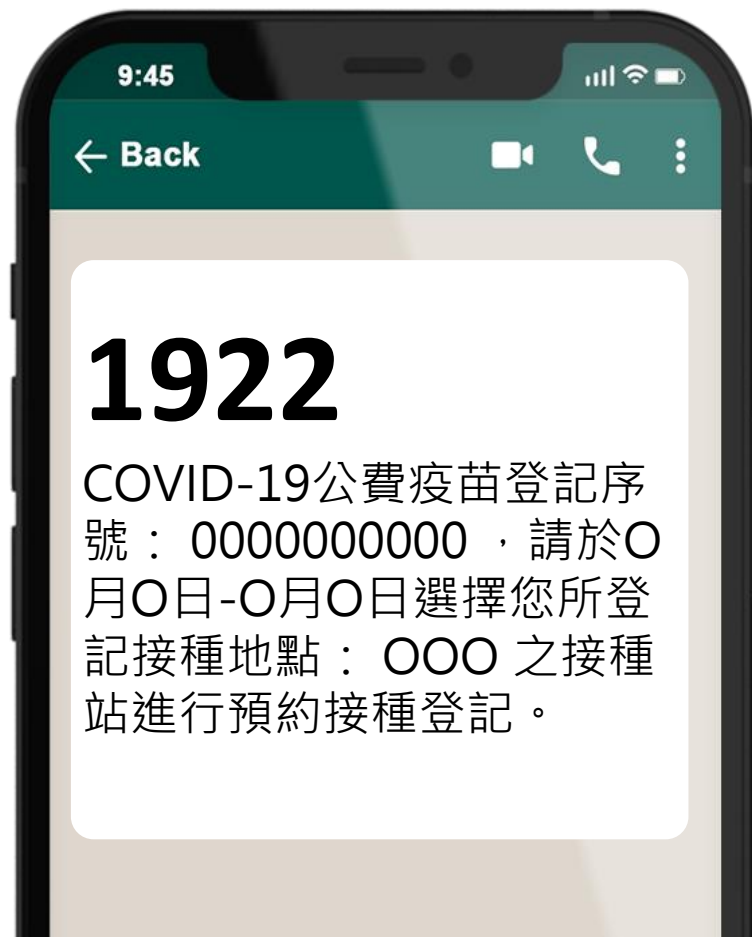 9:45
Back
1922
COVID-19公費疫苗登記序
號： 0000000000 ，請於O
月O日-O月O日選擇您所登
記接種地點： OOO 之接種
站進行預約接種登記。